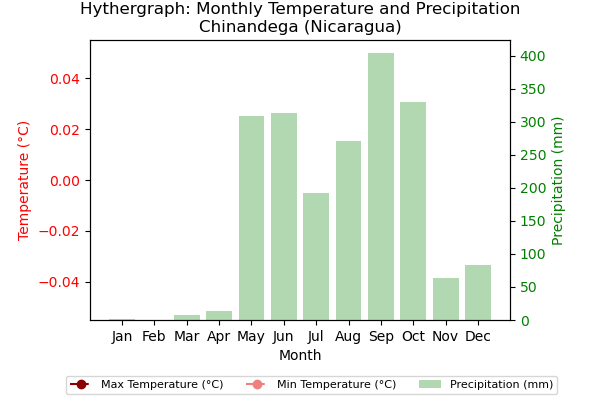 Hythergraph: Monthly Temperature and Precipitation
Chinandega (Nicaragua)
Temperature (°C)
0.04
0.02
0.00
−0.02
−0.04
400
350
300
250
200
150
100
50
0
Precipitation (mm)
Jan Feb Mar Apr May Jun Jul Aug Sep Oct Nov Dec
Month
Max Temperature (°C) Min Temperature (°C) Precipitation (mm)